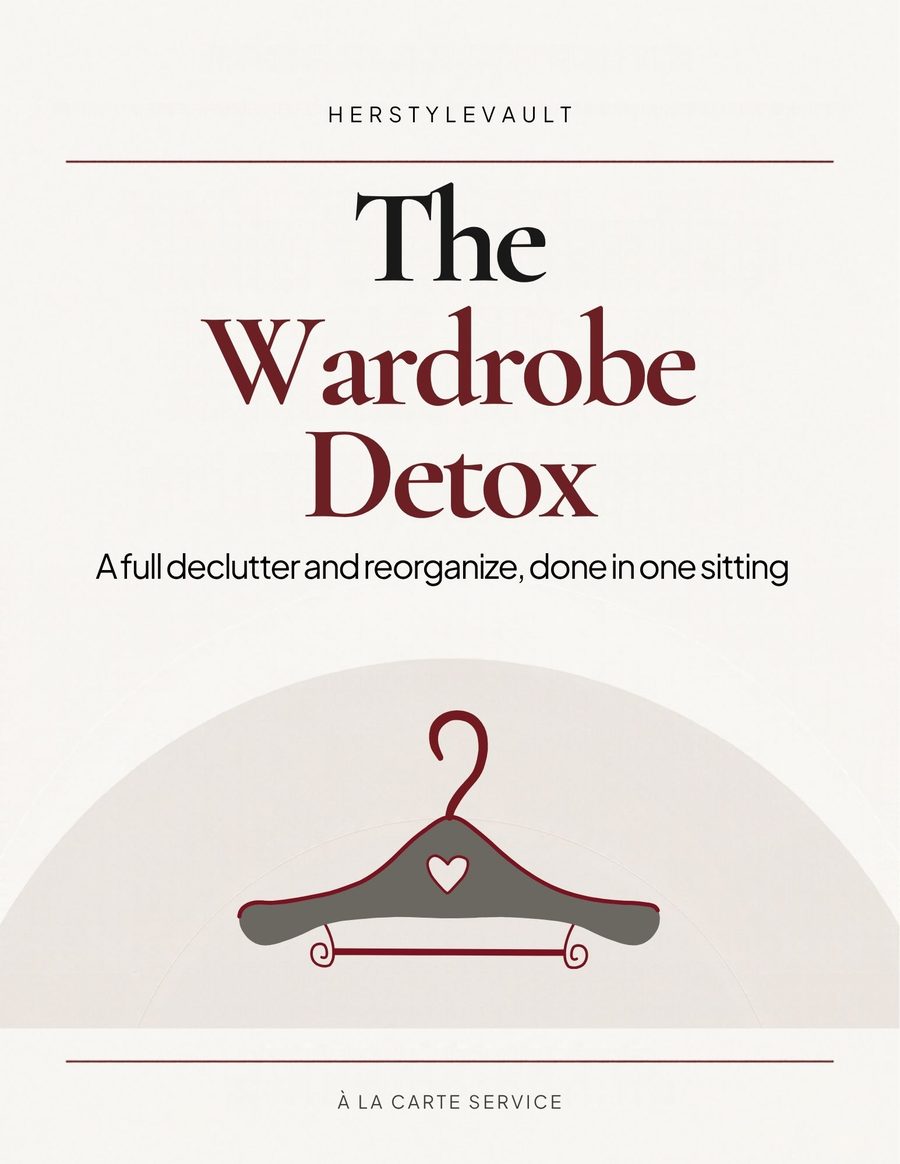 HERSTYLEVAULT
The
Wardrobe
Detox
A full declutter and reorganize, done in one sitting
À LA CARTE SERVICE